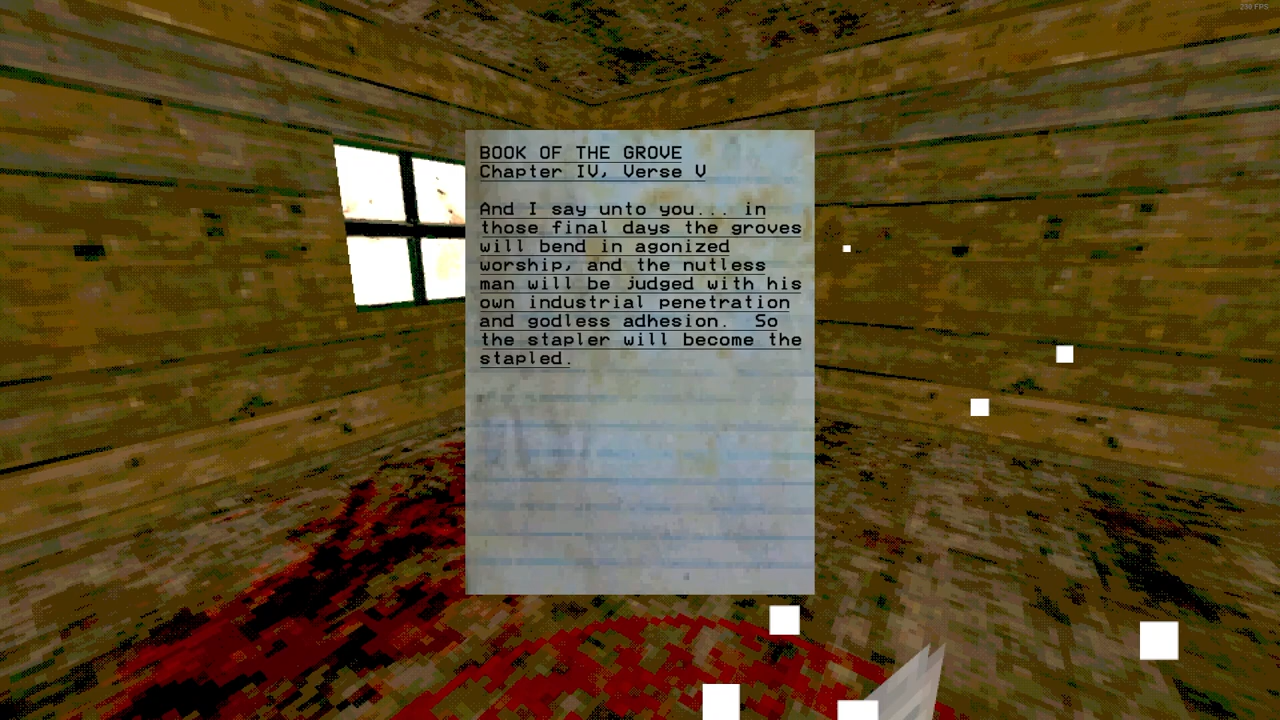 238 FPS
BOOK OF THE GROVE
Chapter IV, Verse V
And I say unto you... in
those final days the groves
will bend in agonized
worship, and the nutless
man will be judged with his
own industrial penetration
and godless adhesion.  So
the stapler will become the
stapled.